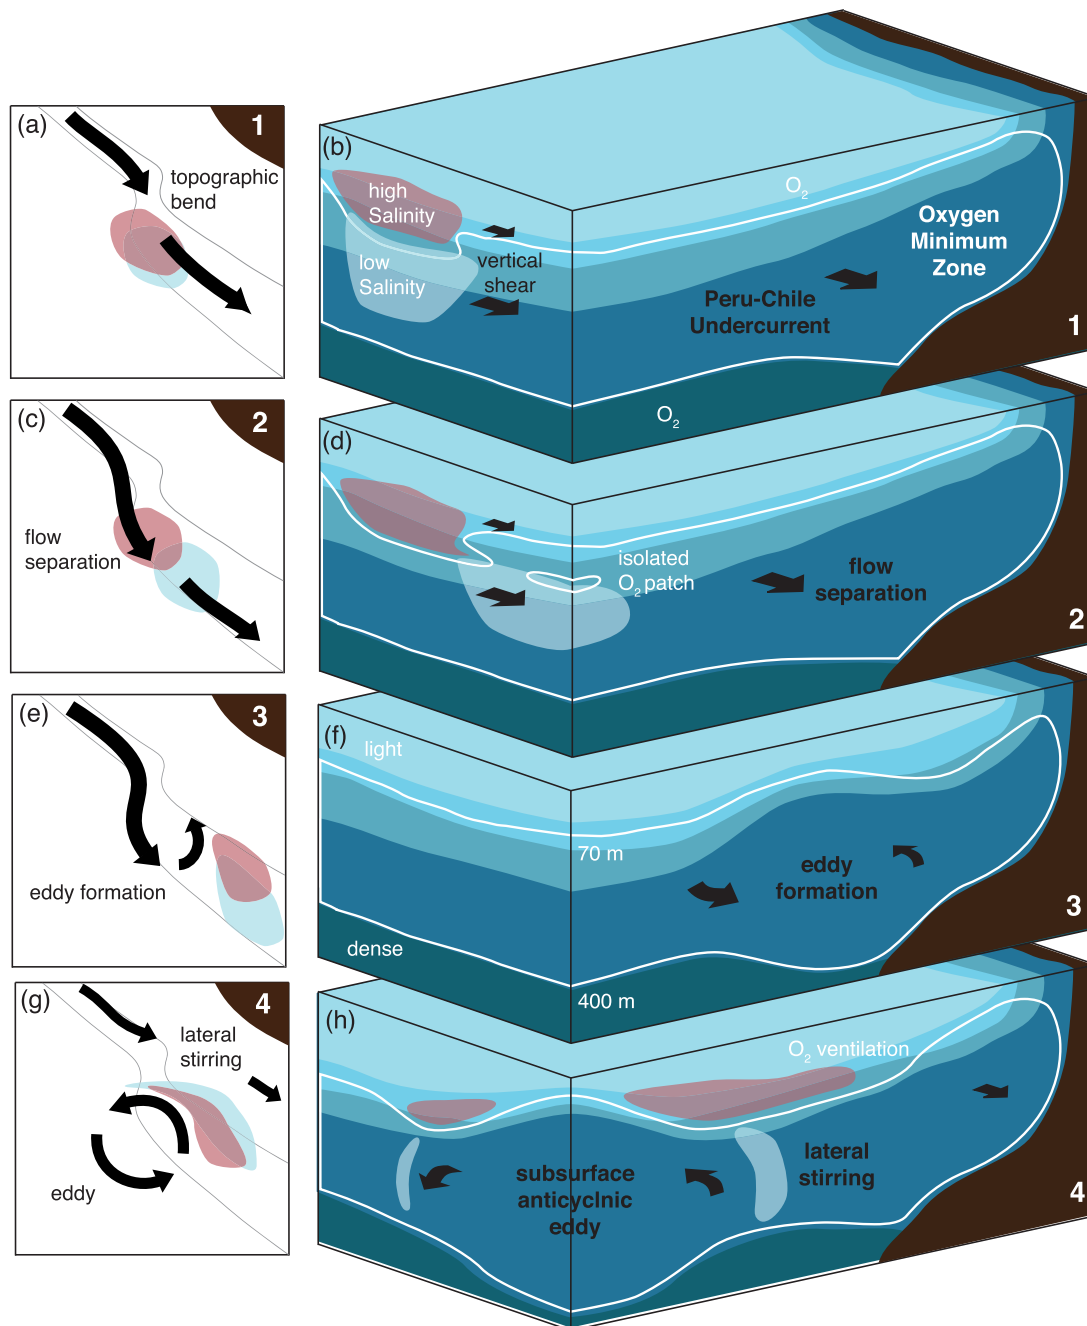 (a)
1
topographic
bend
(b)
high
Salinity
low
Salinity
vertical
shear
O2
Oxygen
Minimum
Zone
Peru-Chile
Undercurrent
1
O2
(c)
2
flow
separation
(d)
isolated
O2 patch
flow
separation
2
(e)
3
eddy formation
(f)
light
70 m
eddy
formation
3
dense
400 m
(g)
4
lateral
stirring
eddy
(h)
O2 ventilation
lateral
stirring
subsurface
anticyclnic
eddy
4